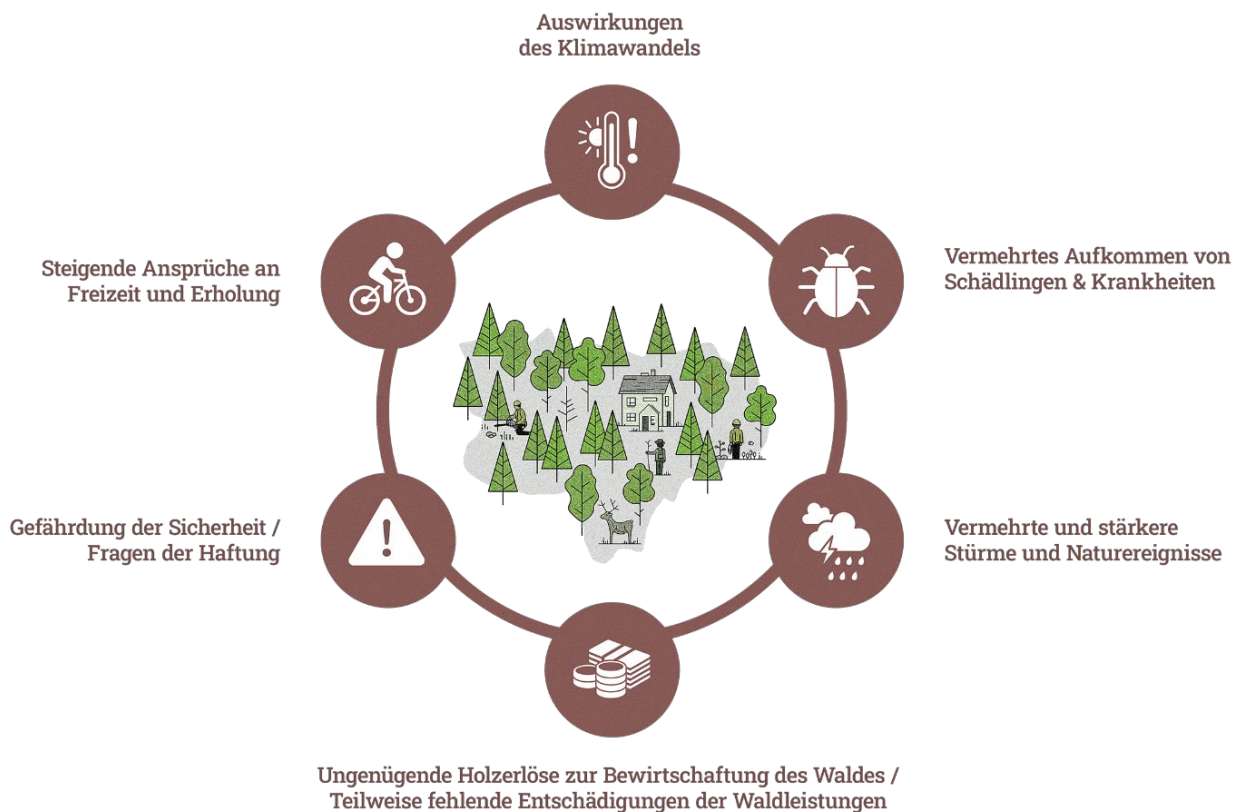 Auswirkungen
des Klimawandels
Steigende Ansprüche an
Freizeit und Erholung
Vermehrtes Aufkommen von
Schädlingen & Krankheiten
Gefährdung der Sicherheit /
Fragen der Haftung
Vermehrte und stärkere
Stürme und Naturereignisse
Ungenügende Holzerlöse zur Bewirtschaftung des Waldes /
Teilweise fehlende Entschädigungen der Waldleistungen